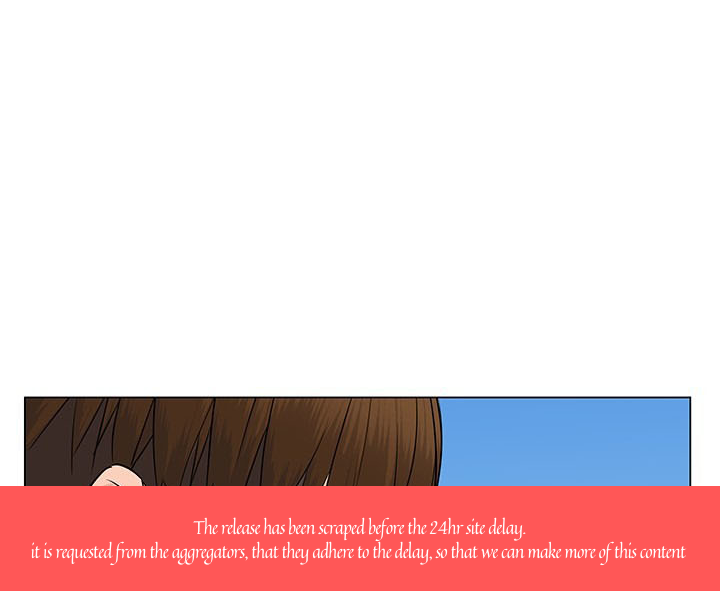 The release has been scraped before the 24hr site delay.
it is requested from the aggregators, that they adhere to the delay, so that we can make more of this content